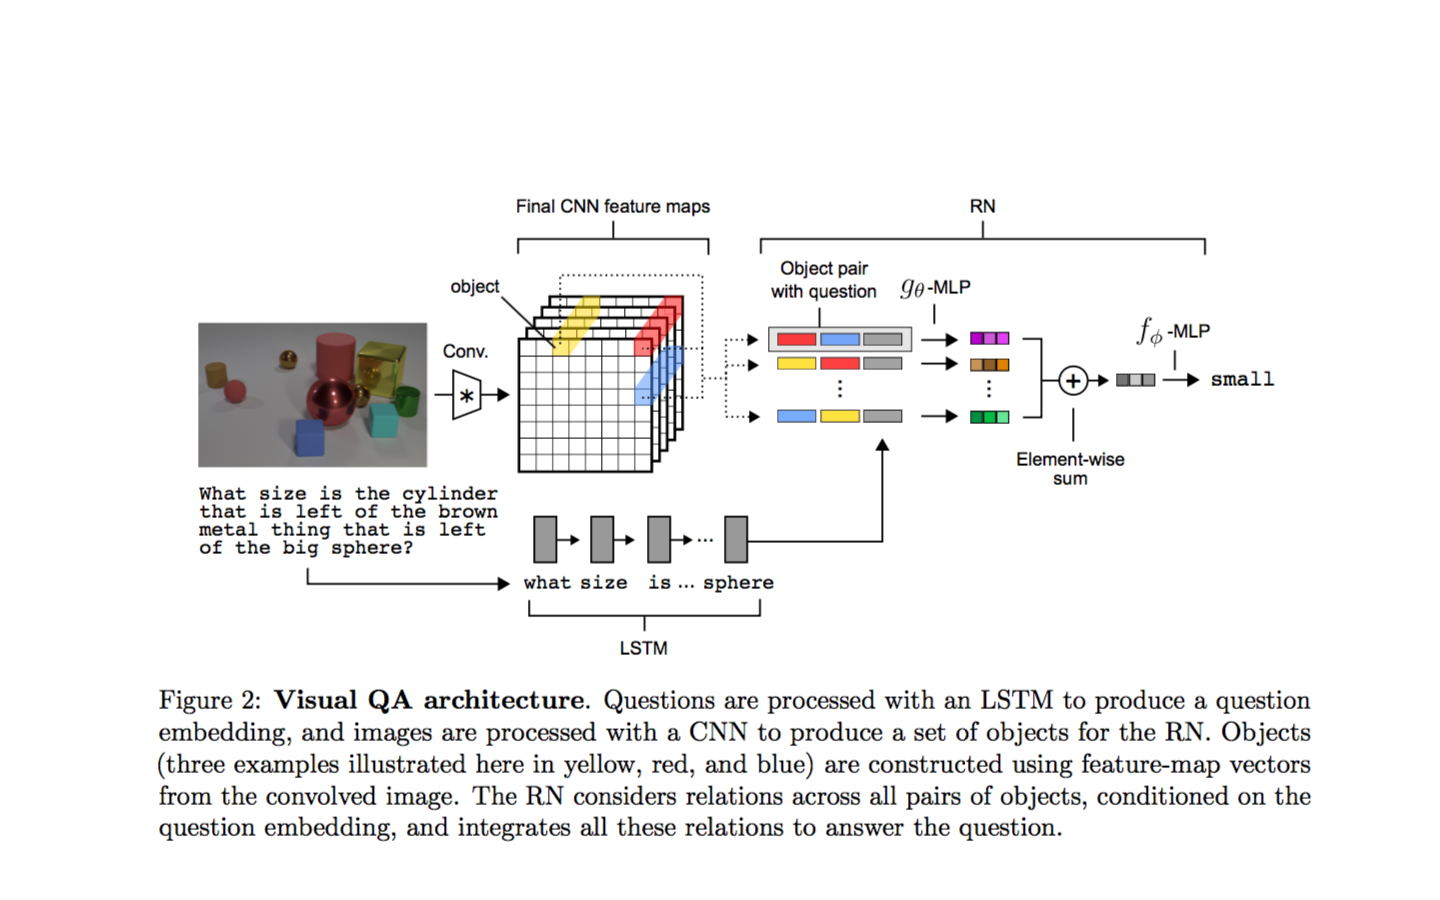 Final CNN feature maps
RN
object
Object pair
with question
gθ-MLP
fϕ-MLP
Conv.
*
+
small
Element-wise
sum
What size is the cylinder
that is left of the brown
metal thing that is left
of the big sphere?
...
what size is ... sphere
LSTM
Figure 2: Visual QA architecture. Questions are processed with an LSTM to produce a question
embedding, and images are processed with a CNN to produce a set of objects for the RN. Objects
(three examples illustrated here in yellow, red, and blue) are constructed using feature-map vectors
from the convolved image. The RN considers relations across all pairs of objects, conditioned on the
question embedding, and integrates all these relations to answer the question.